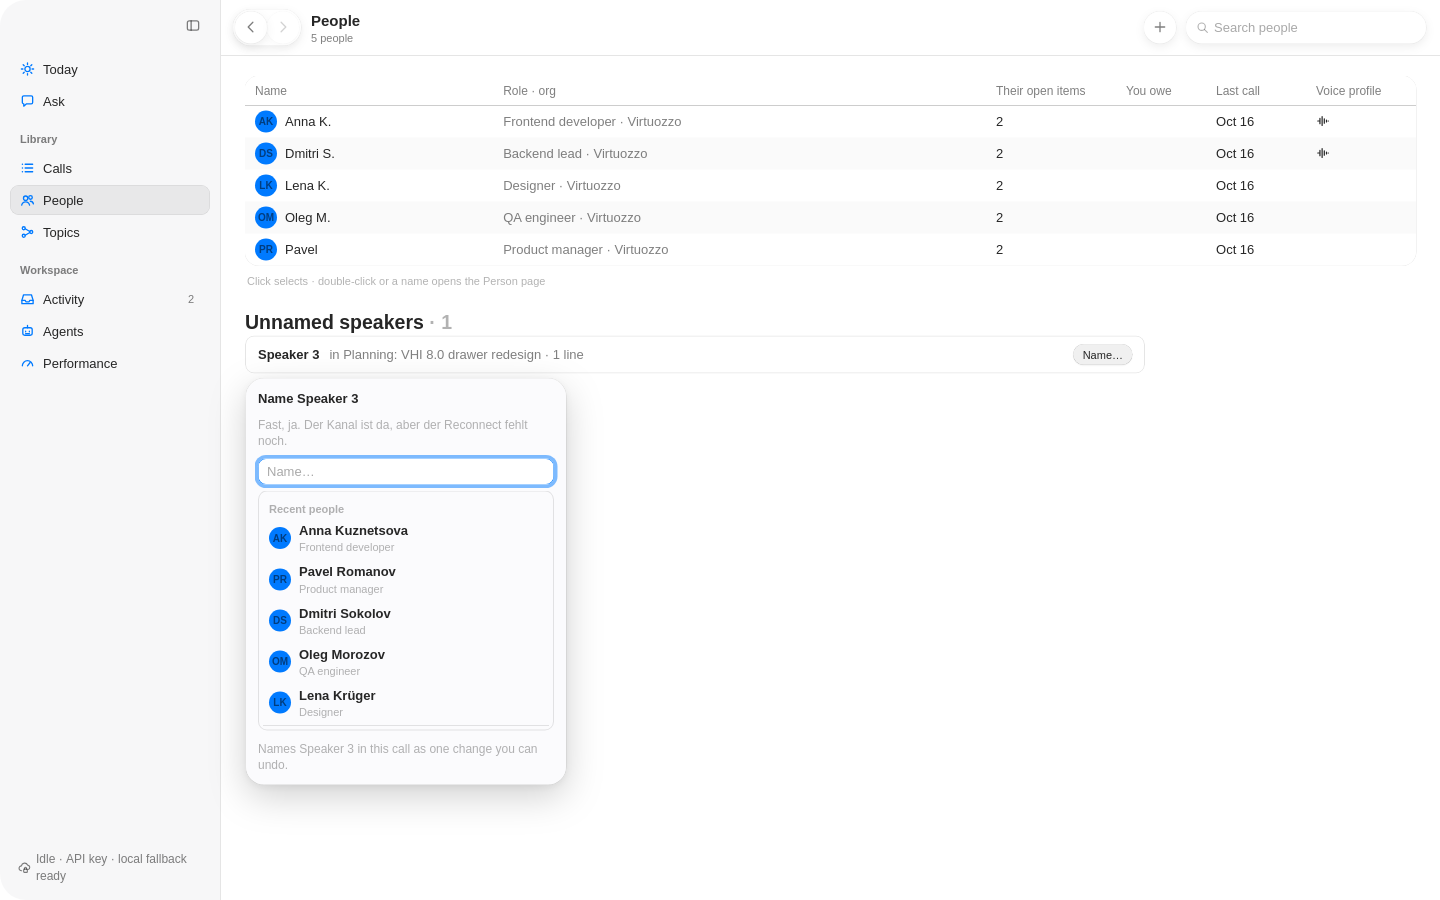 People
5 people
Search people
Today
Ask
Library
Calls
People
Topics
Workspace
Activity 2
Agents
Performance
Idle · API key · local fallback
ready
Name Role · org Their open items You owe Last call Voice profile
AK Anna K. Frontend developer · Virtuozzo 2 Oct 16
DS Dmitri S. Backend lead · Virtuozzo 2 Oct 16
LK Lena K. Designer · Virtuozzo 2 Oct 16
OM Oleg M. QA engineer · Virtuozzo 2 Oct 16
PR Pavel Product manager · Virtuozzo 2 Oct 16
Click selects · double-click or a name opens the Person page
Unnamed speakers · 1
Speaker 3 in Planning: VHI 8.0 drawer redesign · 1 line Name…
Name Speaker 3
Fast, ja. Der Kanal ist da, aber der Reconnect fehlt
noch.
Name…
Recent people
AK Anna Kuznetsova
Frontend developer
PR Pavel Romanov
Product manager
DS Dmitri Sokolov
Backend lead
OM Oleg Morozov
QA engineer
LK Lena Krüger
Designer
Names Speaker 3 in this call as one change you can
undo.